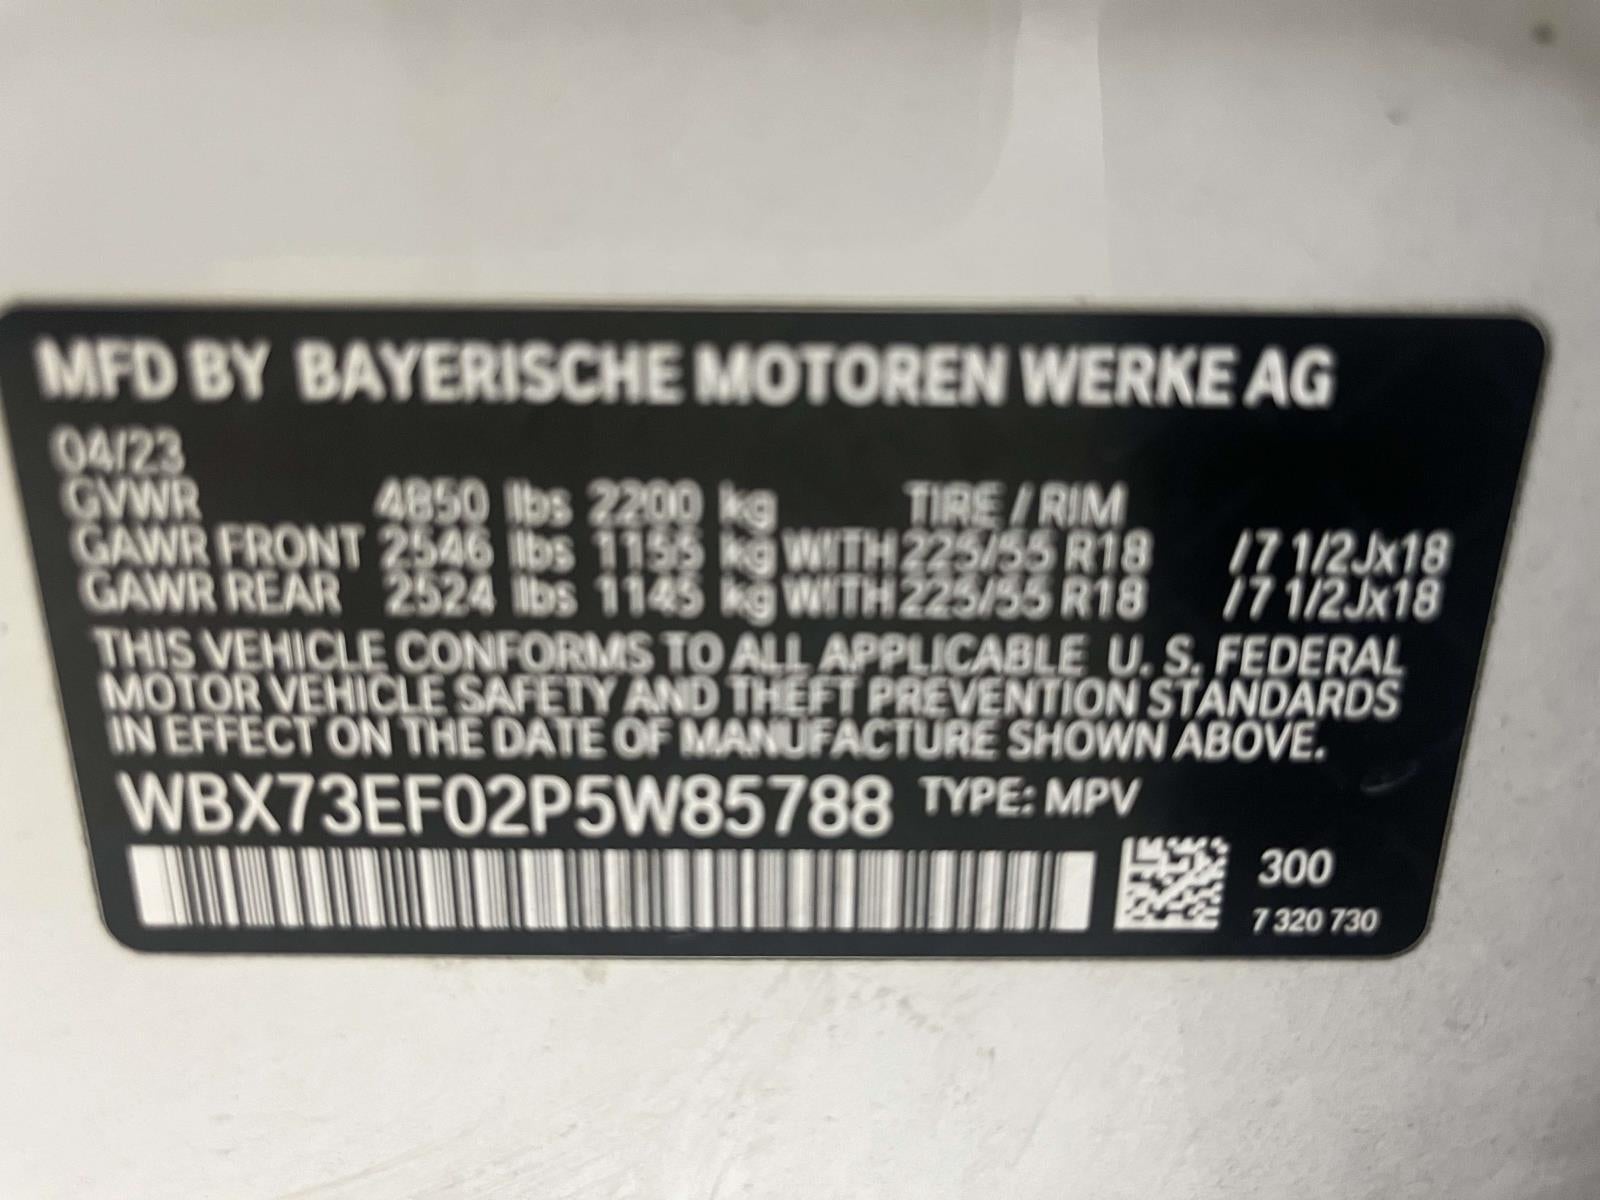 MFD BY BAYERISCHE MOTOREN WERKE AG
04/23
GVWR 4850 lbs 2200 kg TIRE / RIM
GAWR FRONT 2546 lbs 1155 kg WITH 225/55 R18 /7 1/2Jx18
GAWR REAR 2524 lbs 1145 kg WITH 225/55 R18 /7 1/2Jx18
THIS VEHICLE CONFORMS TO ALL APPLICABLE U. S. FEDERAL
MOTOR VEHICLE SAFETY AND THEFT PREVENTION STANDARDS
IN EFFECT ON THE DATE OF MANUFACTURE SHOWN ABOVE.
WBX73EF02P5W85788 TYPE: MPV
300
7 320 730